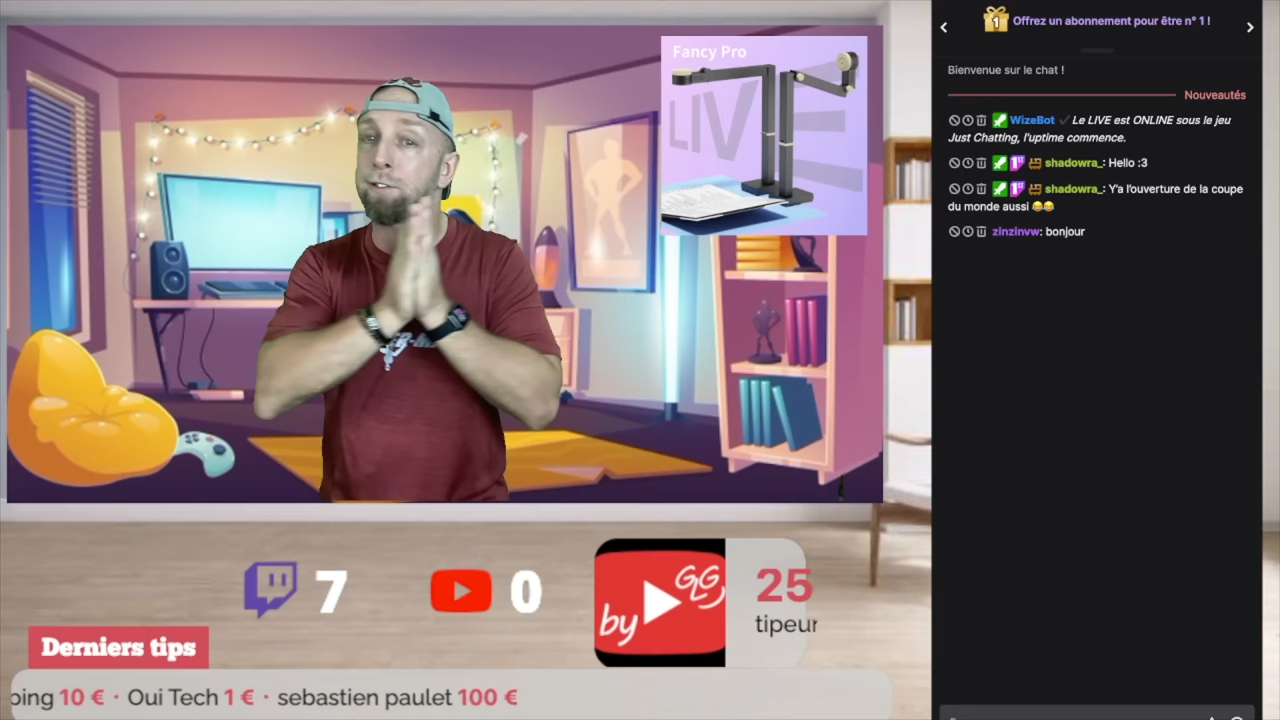 Fancy Pro
LIVE
Offrez un abonnement pour être n° 1 !
Bienvenue sur le chat !
Nouveautés
WizeBot ✓ Le LIVE est ONLINE sous le jeu
Just Chatting, l'uptime commence.
shadowra_: Hello :3
shadowra_: Y'a l'ouverture de la coupe
du monde aussi 😂😂
zinzinvw: bonjour
7
0
by GLG
25
tipeur
Derniers tips
ping 10 € · Oui Tech 1 € · sebastien paulet 100 €